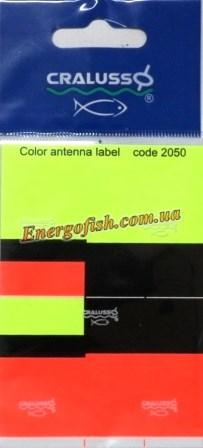 CRALUSSO
®
Color antenna label code 2050
Energofish.com.ua